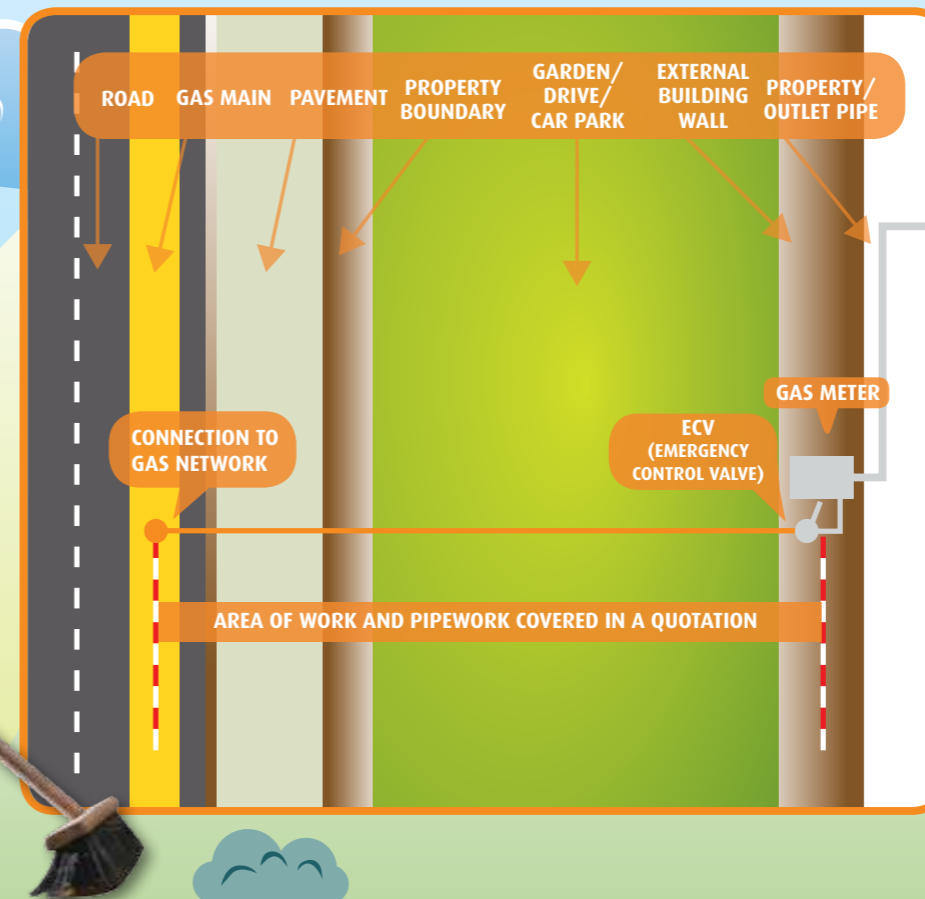 ROAD
GAS MAIN
PAVEMENT
PROPERTY
BOUNDARY
GARDEN/
DRIVE/
CAR PARK
EXTERNAL
BUILDING
WALL
PROPERTY/
OUTLET PIPE
GAS METER
CONNECTION TO
GAS NETWORK
ECV
(EMERGENCY
CONTROL VALVE)
AREA OF WORK AND PIPEWORK COVERED IN A QUOTATION